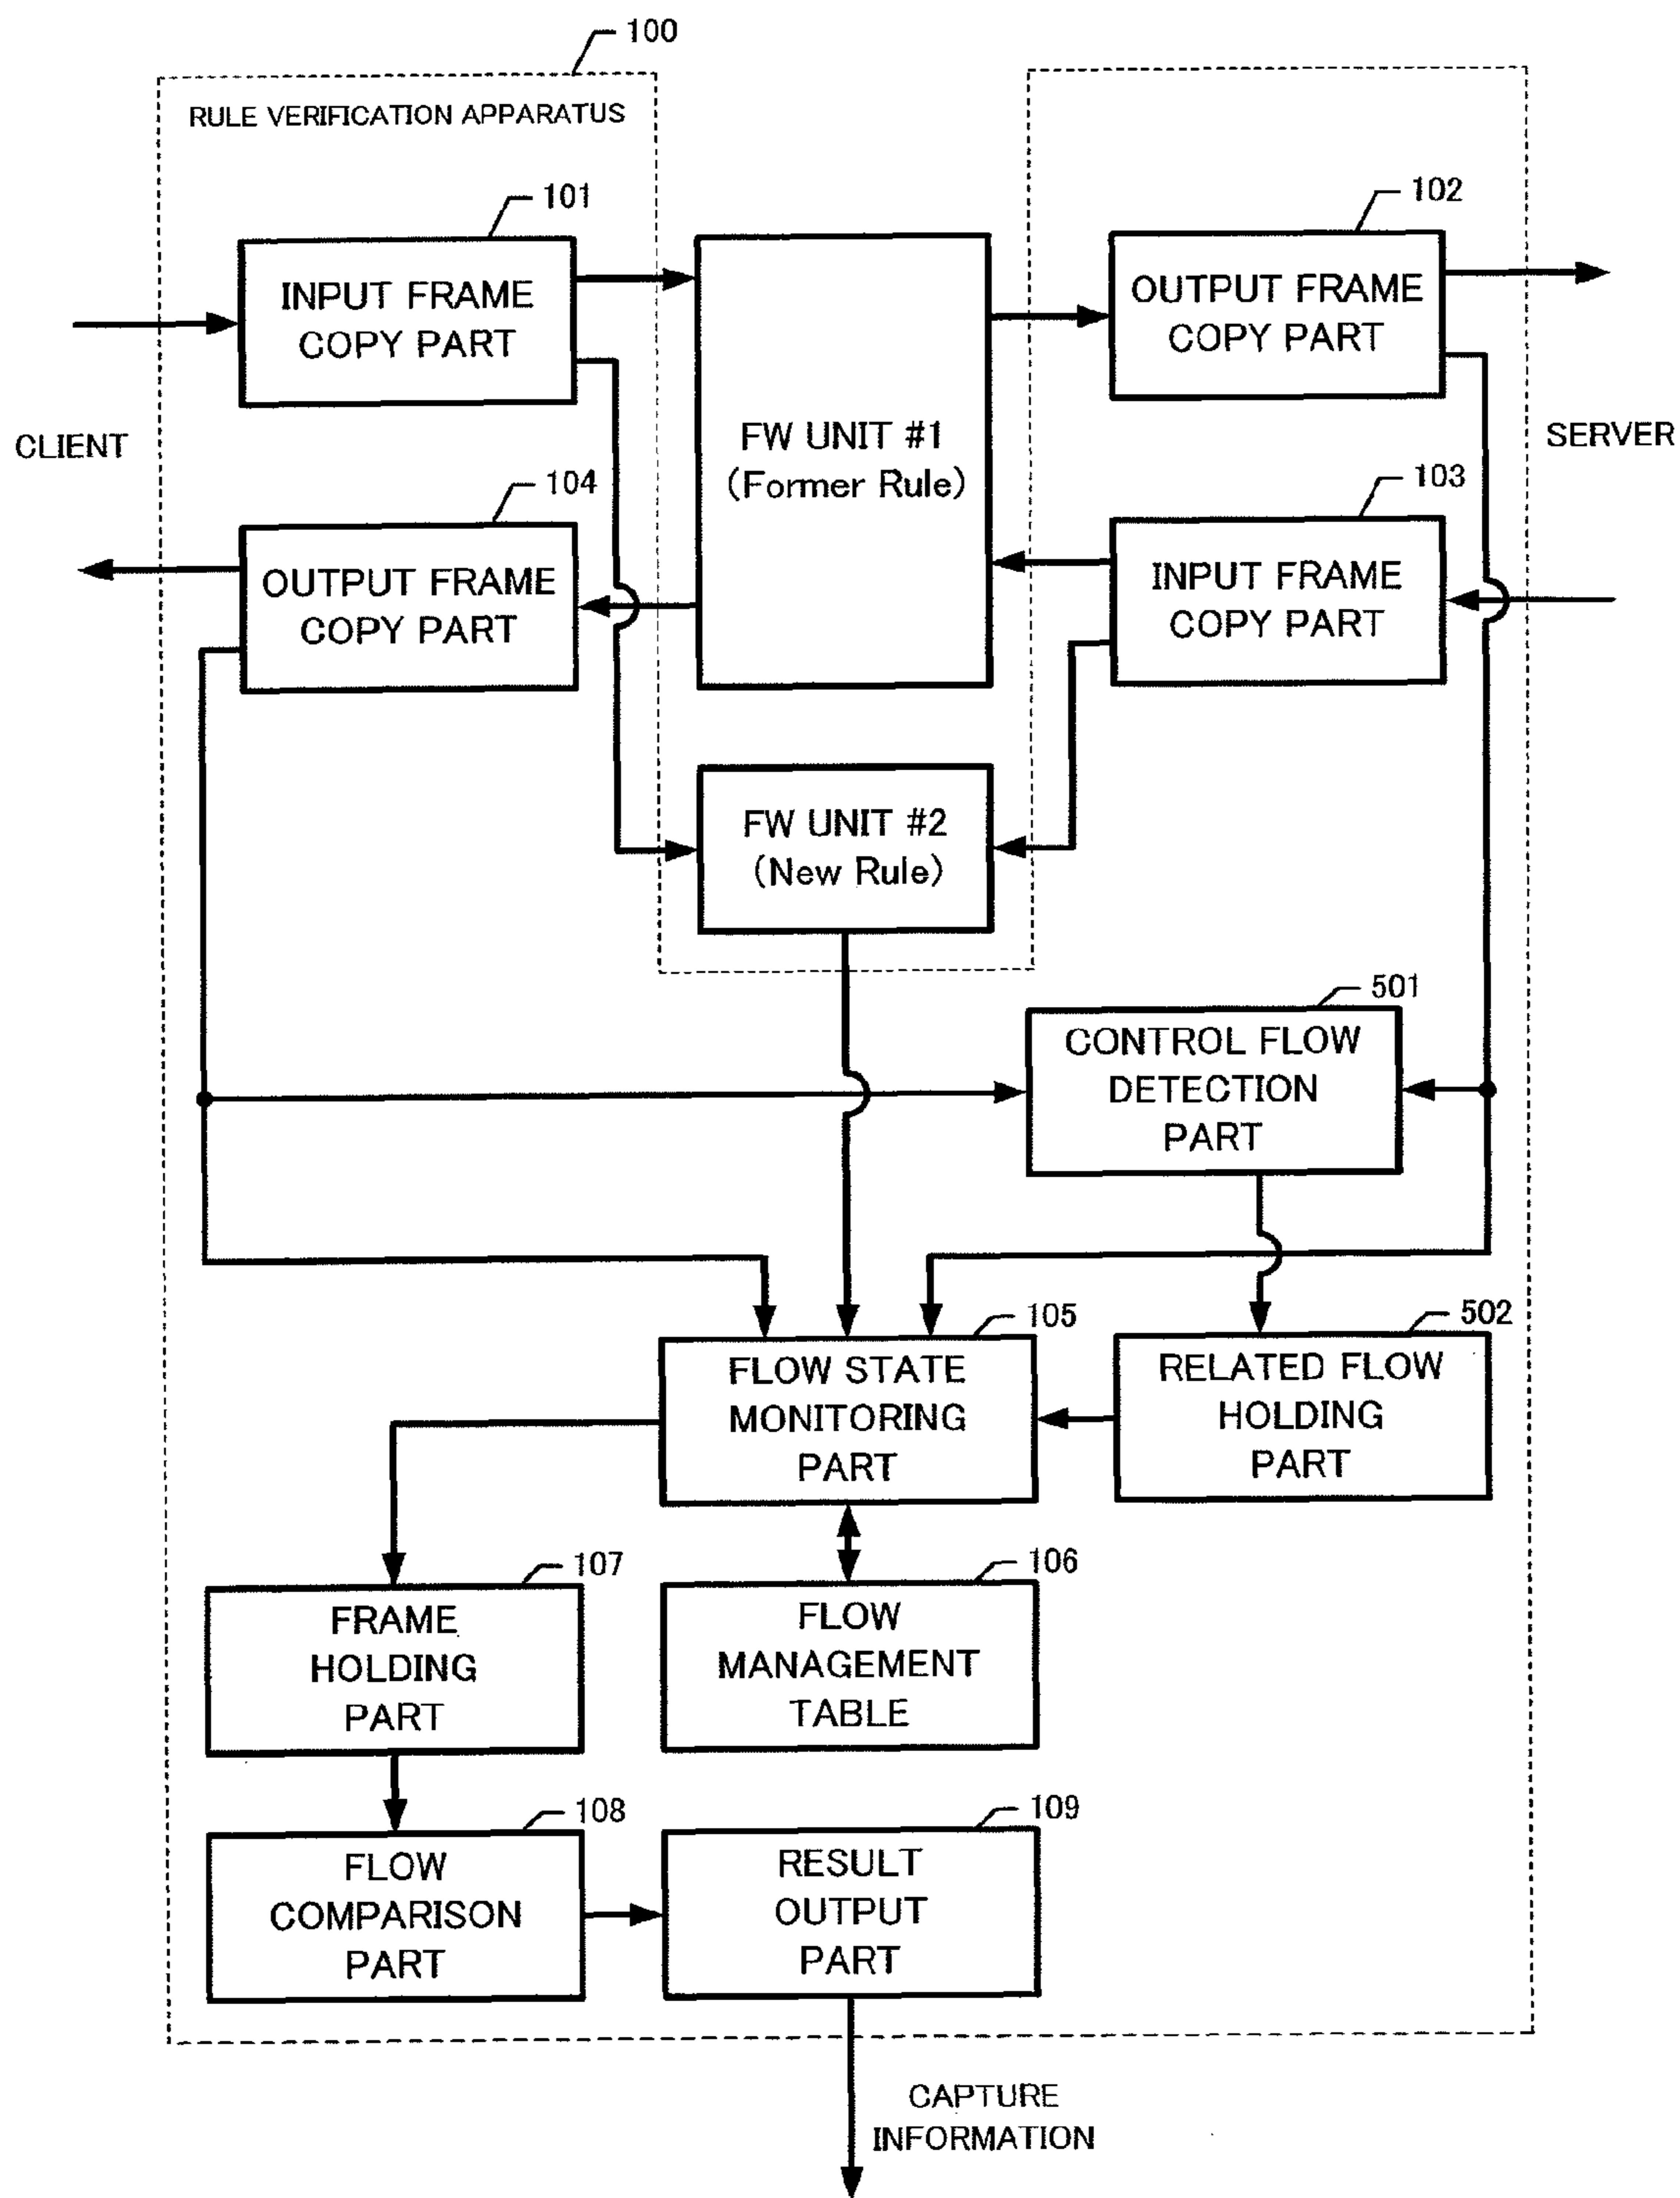 100
RULE VERIFICATION APPARATUS
101
102
INPUT FRAME
COPY PART
OUTPUT FRAME
COPY PART
CLIENT
FW UNIT #1
(Former Rule)
SERVER
104
103
OUTPUT FRAME
COPY PART
INPUT FRAME
COPY PART
FW UNIT #2
(New Rule)
501
CONTROL FLOW
DETECTION
PART
105
502
FLOW STATE
MONITORING
PART
RELATED FLOW
HOLDING
PART
107
106
FRAME
HOLDING
PART
FLOW
MANAGEMENT
TABLE
108
109
FLOW
COMPARISON
PART
RESULT
OUTPUT
PART
CAPTURE
INFORMATION